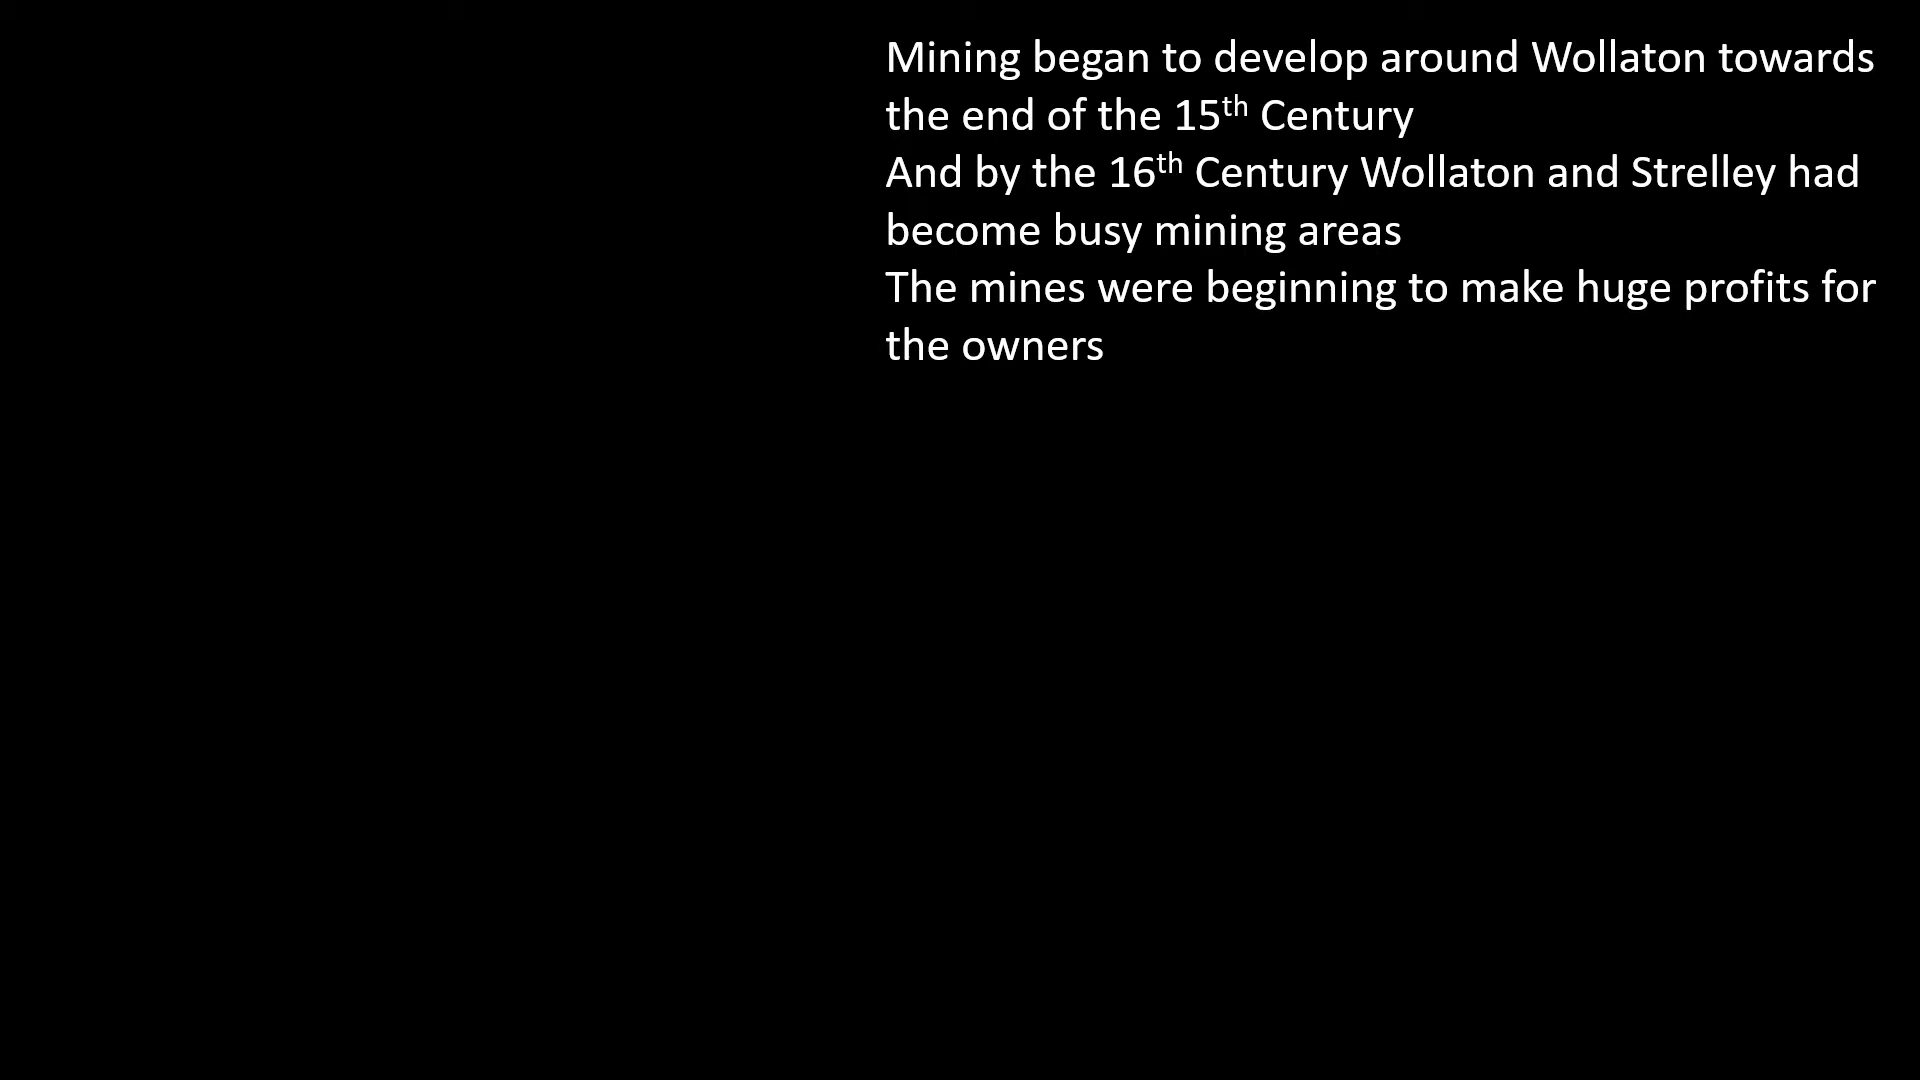 Mining began to develop around Wollaton towards
the end of the 15th Century
And by the 16th Century Wollaton and Strelley had
become busy mining areas
The mines were beginning to make huge profits for
the owners